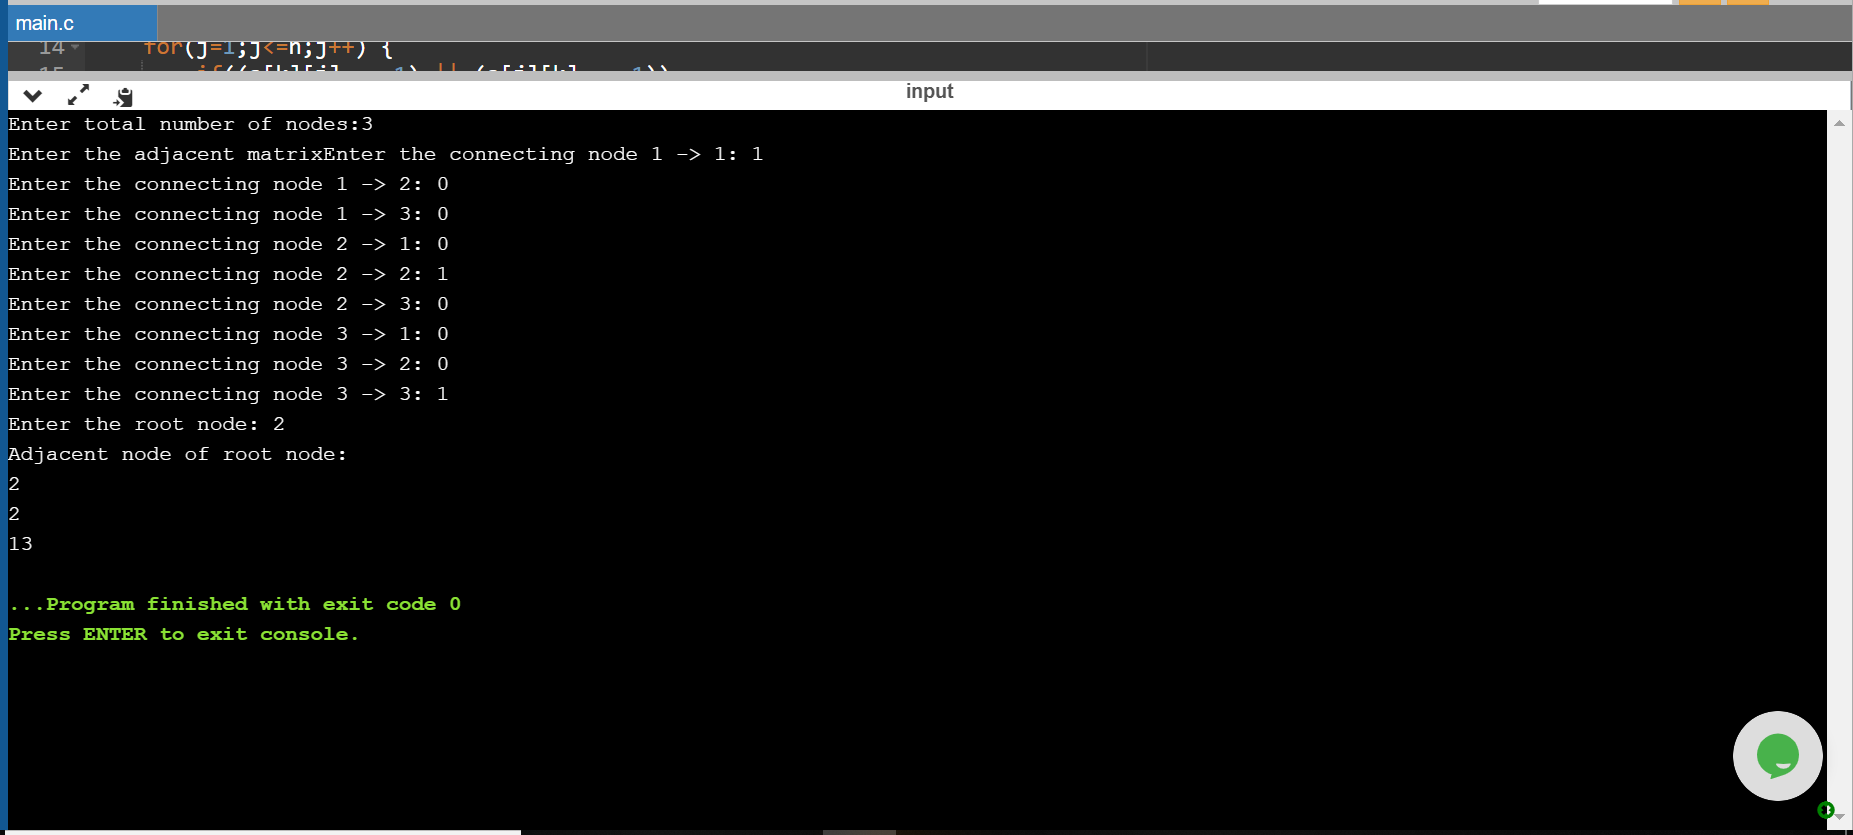 main.c
14 for(j=1;j<=n;j++) {
input
Enter total number of nodes:3
Enter the adjacent matrixEnter the connecting node 1 -> 1: 1
Enter the connecting node 1 -> 2: 0
Enter the connecting node 1 -> 3: 0
Enter the connecting node 2 -> 1: 0
Enter the connecting node 2 -> 2: 1
Enter the connecting node 2 -> 3: 0
Enter the connecting node 3 -> 1: 0
Enter the connecting node 3 -> 2: 0
Enter the connecting node 3 -> 3: 1
Enter the root node: 2
Adjacent node of root node:
2
2
13
...Program finished with exit code 0
Press ENTER to exit console.